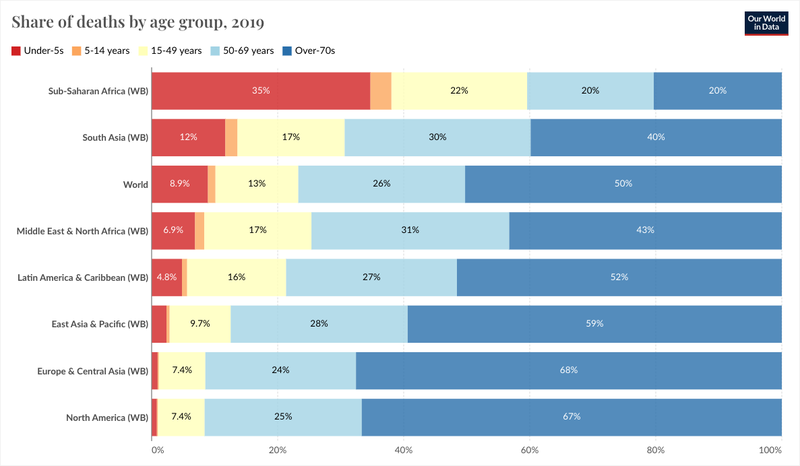 Share of deaths by age group, 2019
Our World
in Data
Under-5s 5-14 years 15-49 years 50-69 years Over-70s
Sub-Saharan Africa (WB) 35% 22% 20% 20%
South Asia (WB) 12% 17% 30% 40%
World 8.9% 13% 26% 50%
Middle East & North Africa (WB) 6.9% 17% 31% 43%
Latin America & Caribbean (WB) 4.8% 16% 27% 52%
East Asia & Pacific (WB) 9.7% 28% 59%
Europe & Central Asia (WB) 7.4% 24% 68%
North America (WB) 7.4% 25% 67%
0% 20% 40% 60% 80% 100%